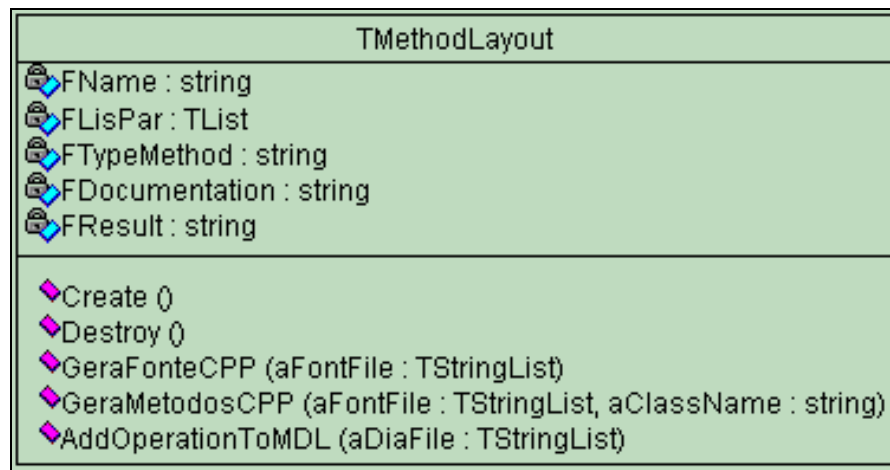 TMethodLayout
FName : string
FLisPar : TList
FTypeMethod : string
FDocumentation : string
FResult : string
Create ()
Destroy ()
GeraFonteCPP (aFontFile : TStringList)
GeraMetodosCPP (aFontFile : TStringList, aClassName : string)
AddOperationToMDL (aDiaFile : TStringList)